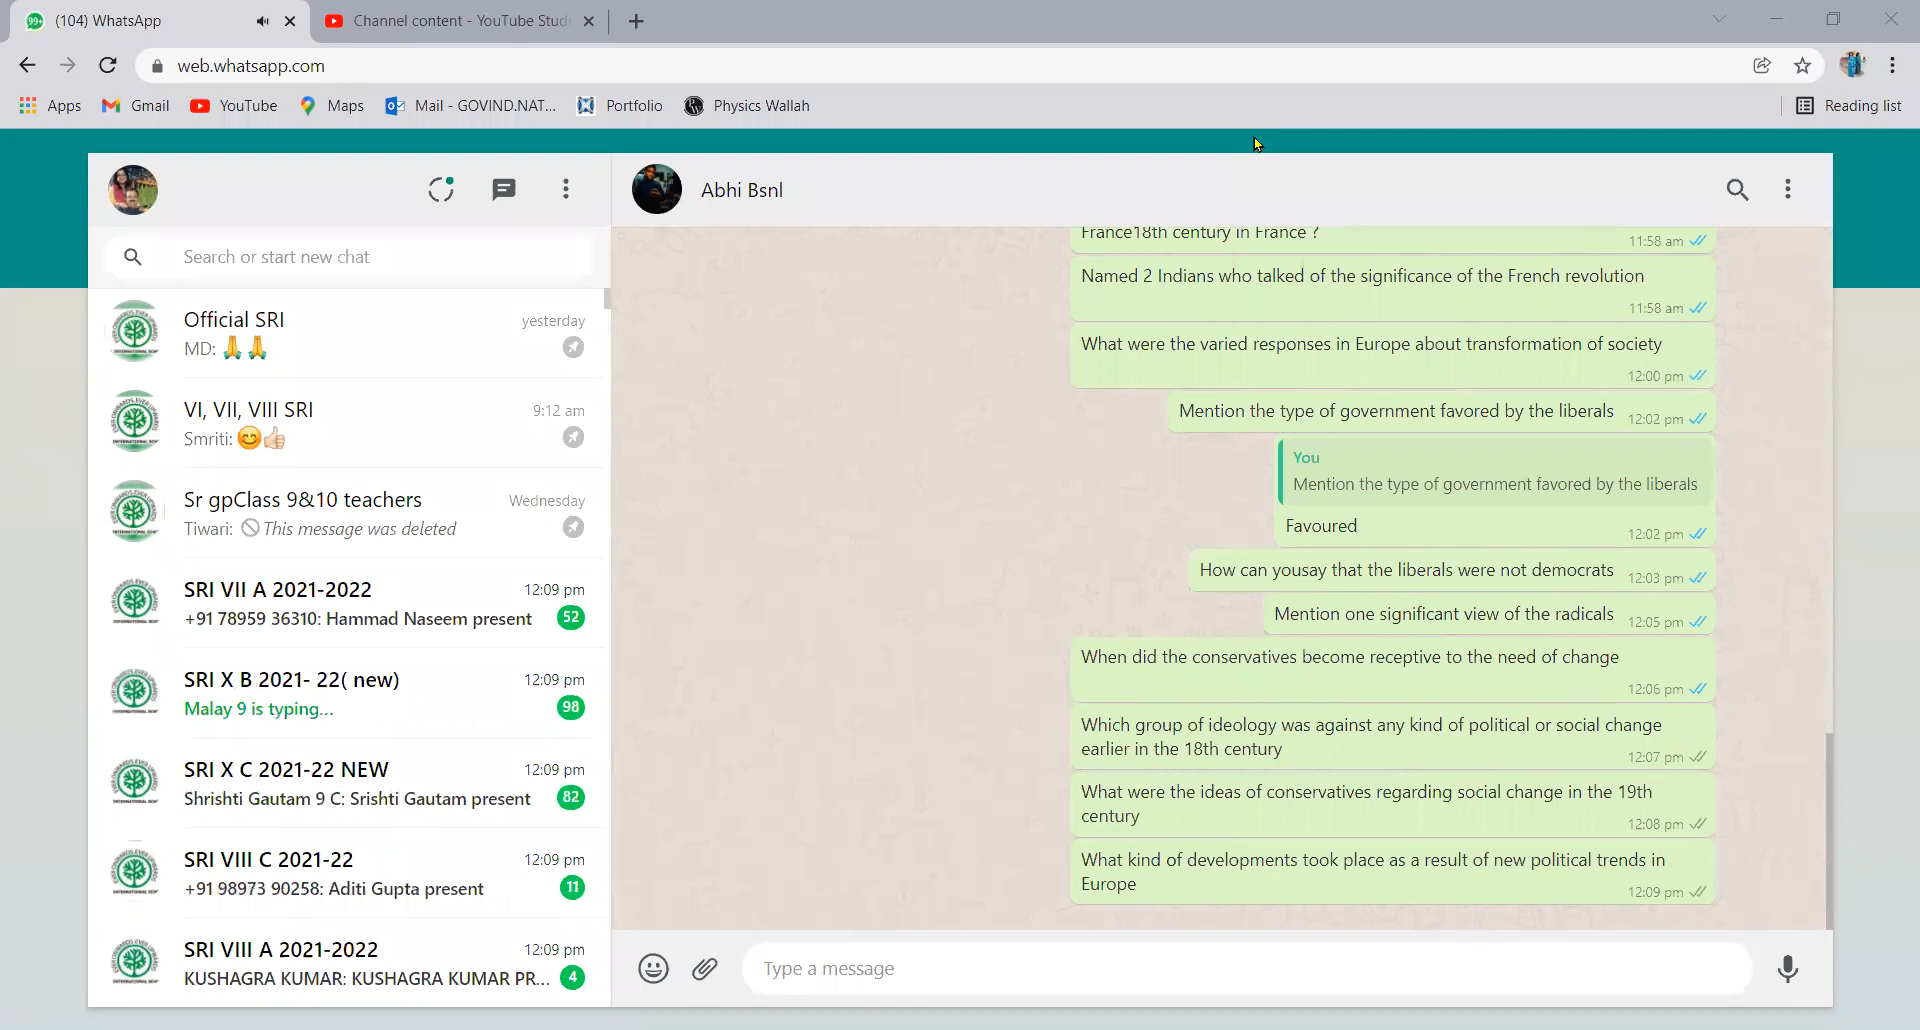 (104) WhatsApp
Channel content - YouTube Stud
web.whatsapp.com
Apps
Gmail
YouTube
Maps
Mail - GOVIND.NAT...
Portfolio
Physics Wallah
Reading list
Abhi Bsnl
Search or start new chat
Official SRI
yesterday
MD: 🙏 🙏
VI, VII, VIII SRI
9:12 am
Smriti: 😊👍🏻
Sr gpClass 9&10 teachers
Wednesday
Tiwari: This message was deleted
SRI VII A 2021-2022
12:09 pm
+91 78959 36310: Hammad Naseem present
52
SRI X B 2021- 22( new)
12:09 pm
Malay 9 is typing...
98
SRI X C 2021-22 NEW
12:09 pm
Shrishti Gautam 9 C: Srishti Gautam present
82
SRI VIII C 2021-22
12:09 pm
+91 98973 90258: Aditi Gupta present
11
SRI VIII A 2021-2022
12:09 pm
KUSHAGRA KUMAR: KUSHAGRA KUMAR PR...
4
France18th century in France ?
11:58 am
Named 2 Indians who talked of the significance of the French revolution
11:58 am
What were the varied responses in Europe about transformation of society
12:00 pm
Mention the type of government favored by the liberals
12:02 pm
You
Mention the type of government favored by the liberals
Favoured
12:02 pm
How can yousay that the liberals were not democrats
12:03 pm
Mention one significant view of the radicals
12:05 pm
When did the conservatives become receptive to the need of change
12:06 pm
Which group of ideology was against any kind of political or social change
earlier in the 18th century
12:07 pm
What were the ideas of conservatives regarding social change in the 19th
century
12:08 pm
What kind of developments took place as a result of new political trends in
Europe
12:09 pm
Type a message